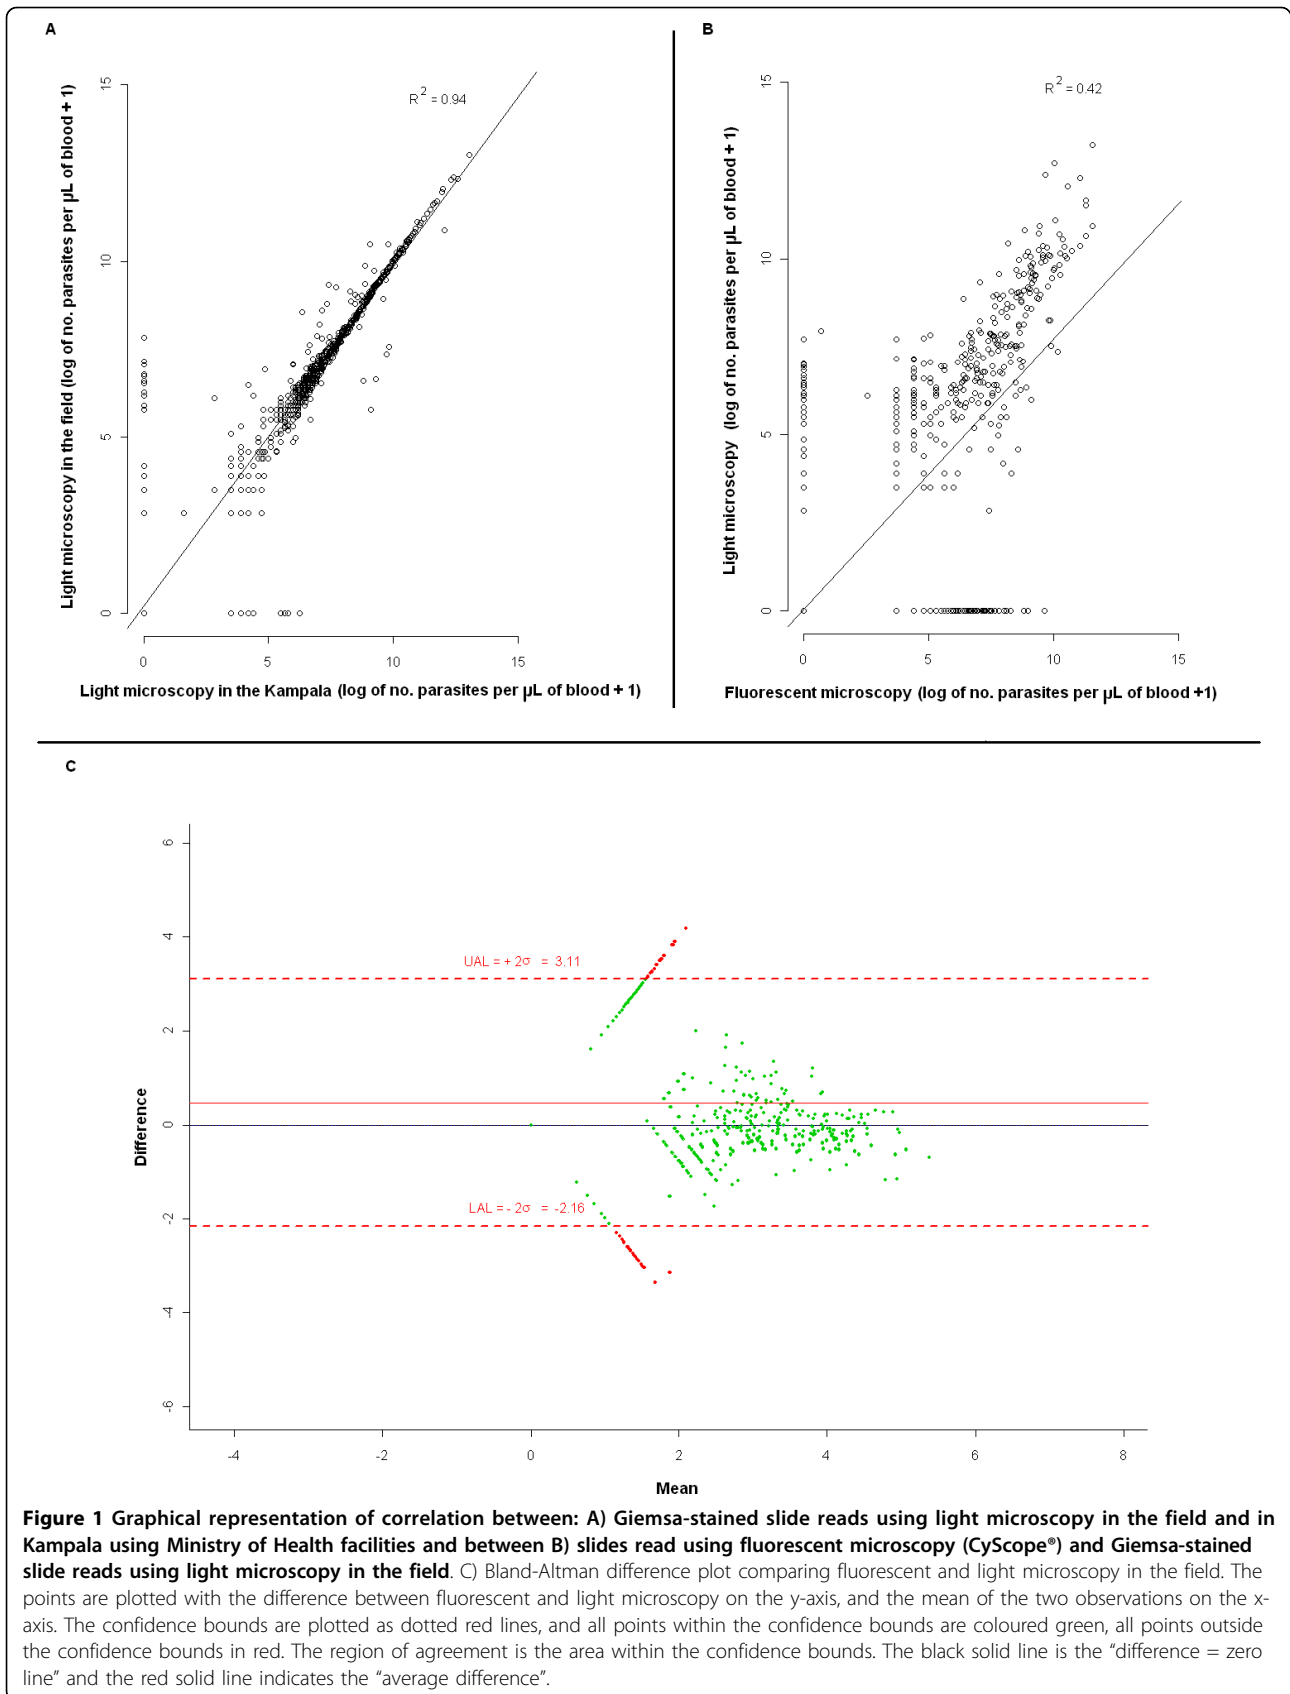 A
R² = 0.94
Light microscopy in the field (log of no. parasites per µL of blood + 1)
15
10
5
0
0 5 10 15
Light microscopy in the Kampala (log of no. parasites per µL of blood + 1)
B
R² = 0.42
Light microscopy (log of no. parasites per µL of blood + 1)
15
10
5
0
0 5 10 15
Fluorescent microscopy (log of no. parasites per µL of blood +1)
C
Difference
6
4
2
0
-2
-4
-6
UAL = + 2σ = 3.11
LAL = - 2σ = -2.16
-4 -2 0 2 4 6 8
Mean
Figure 1 Graphical representation of correlation between: A) Giemsa-stained slide reads using light microscopy in the field and in
Kampala using Ministry of Health facilities and between B) slides read using fluorescent microscopy (CyScope®) and Giemsa-stained
slide reads using light microscopy in the field. C) Bland-Altman difference plot comparing fluorescent and light microscopy in the field. The
points are plotted with the difference between fluorescent and light microscopy on the y-axis, and the mean of the two observations on the x-
axis. The confidence bounds are plotted as dotted red lines, and all points within the confidence bounds are coloured green, all points outside
the confidence bounds in red. The region of agreement is the area within the confidence bounds. The black solid line is the “difference = zero
line” and the red solid line indicates the “average difference”.